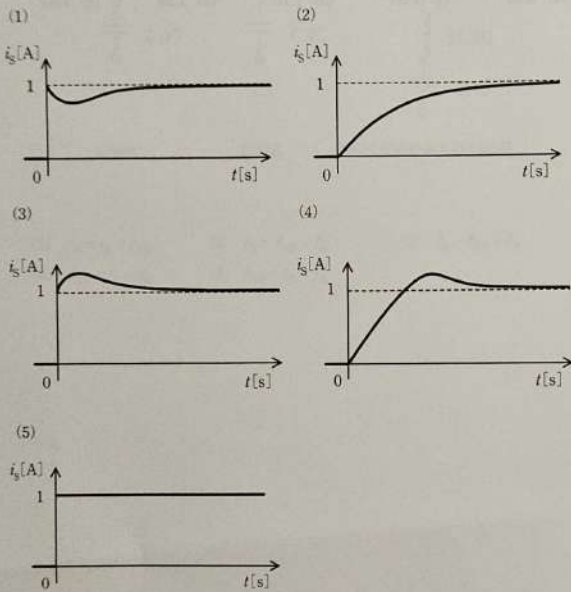 (1)
i_S[A]
1
0
t[s]
(2)
i_S[A]
1
0
t[s]
(3)
i_S[A]
1
0
t[s]
(4)
i_S[A]
1
0
t[s]
(5)
i_S[A]
1
0
t[s]